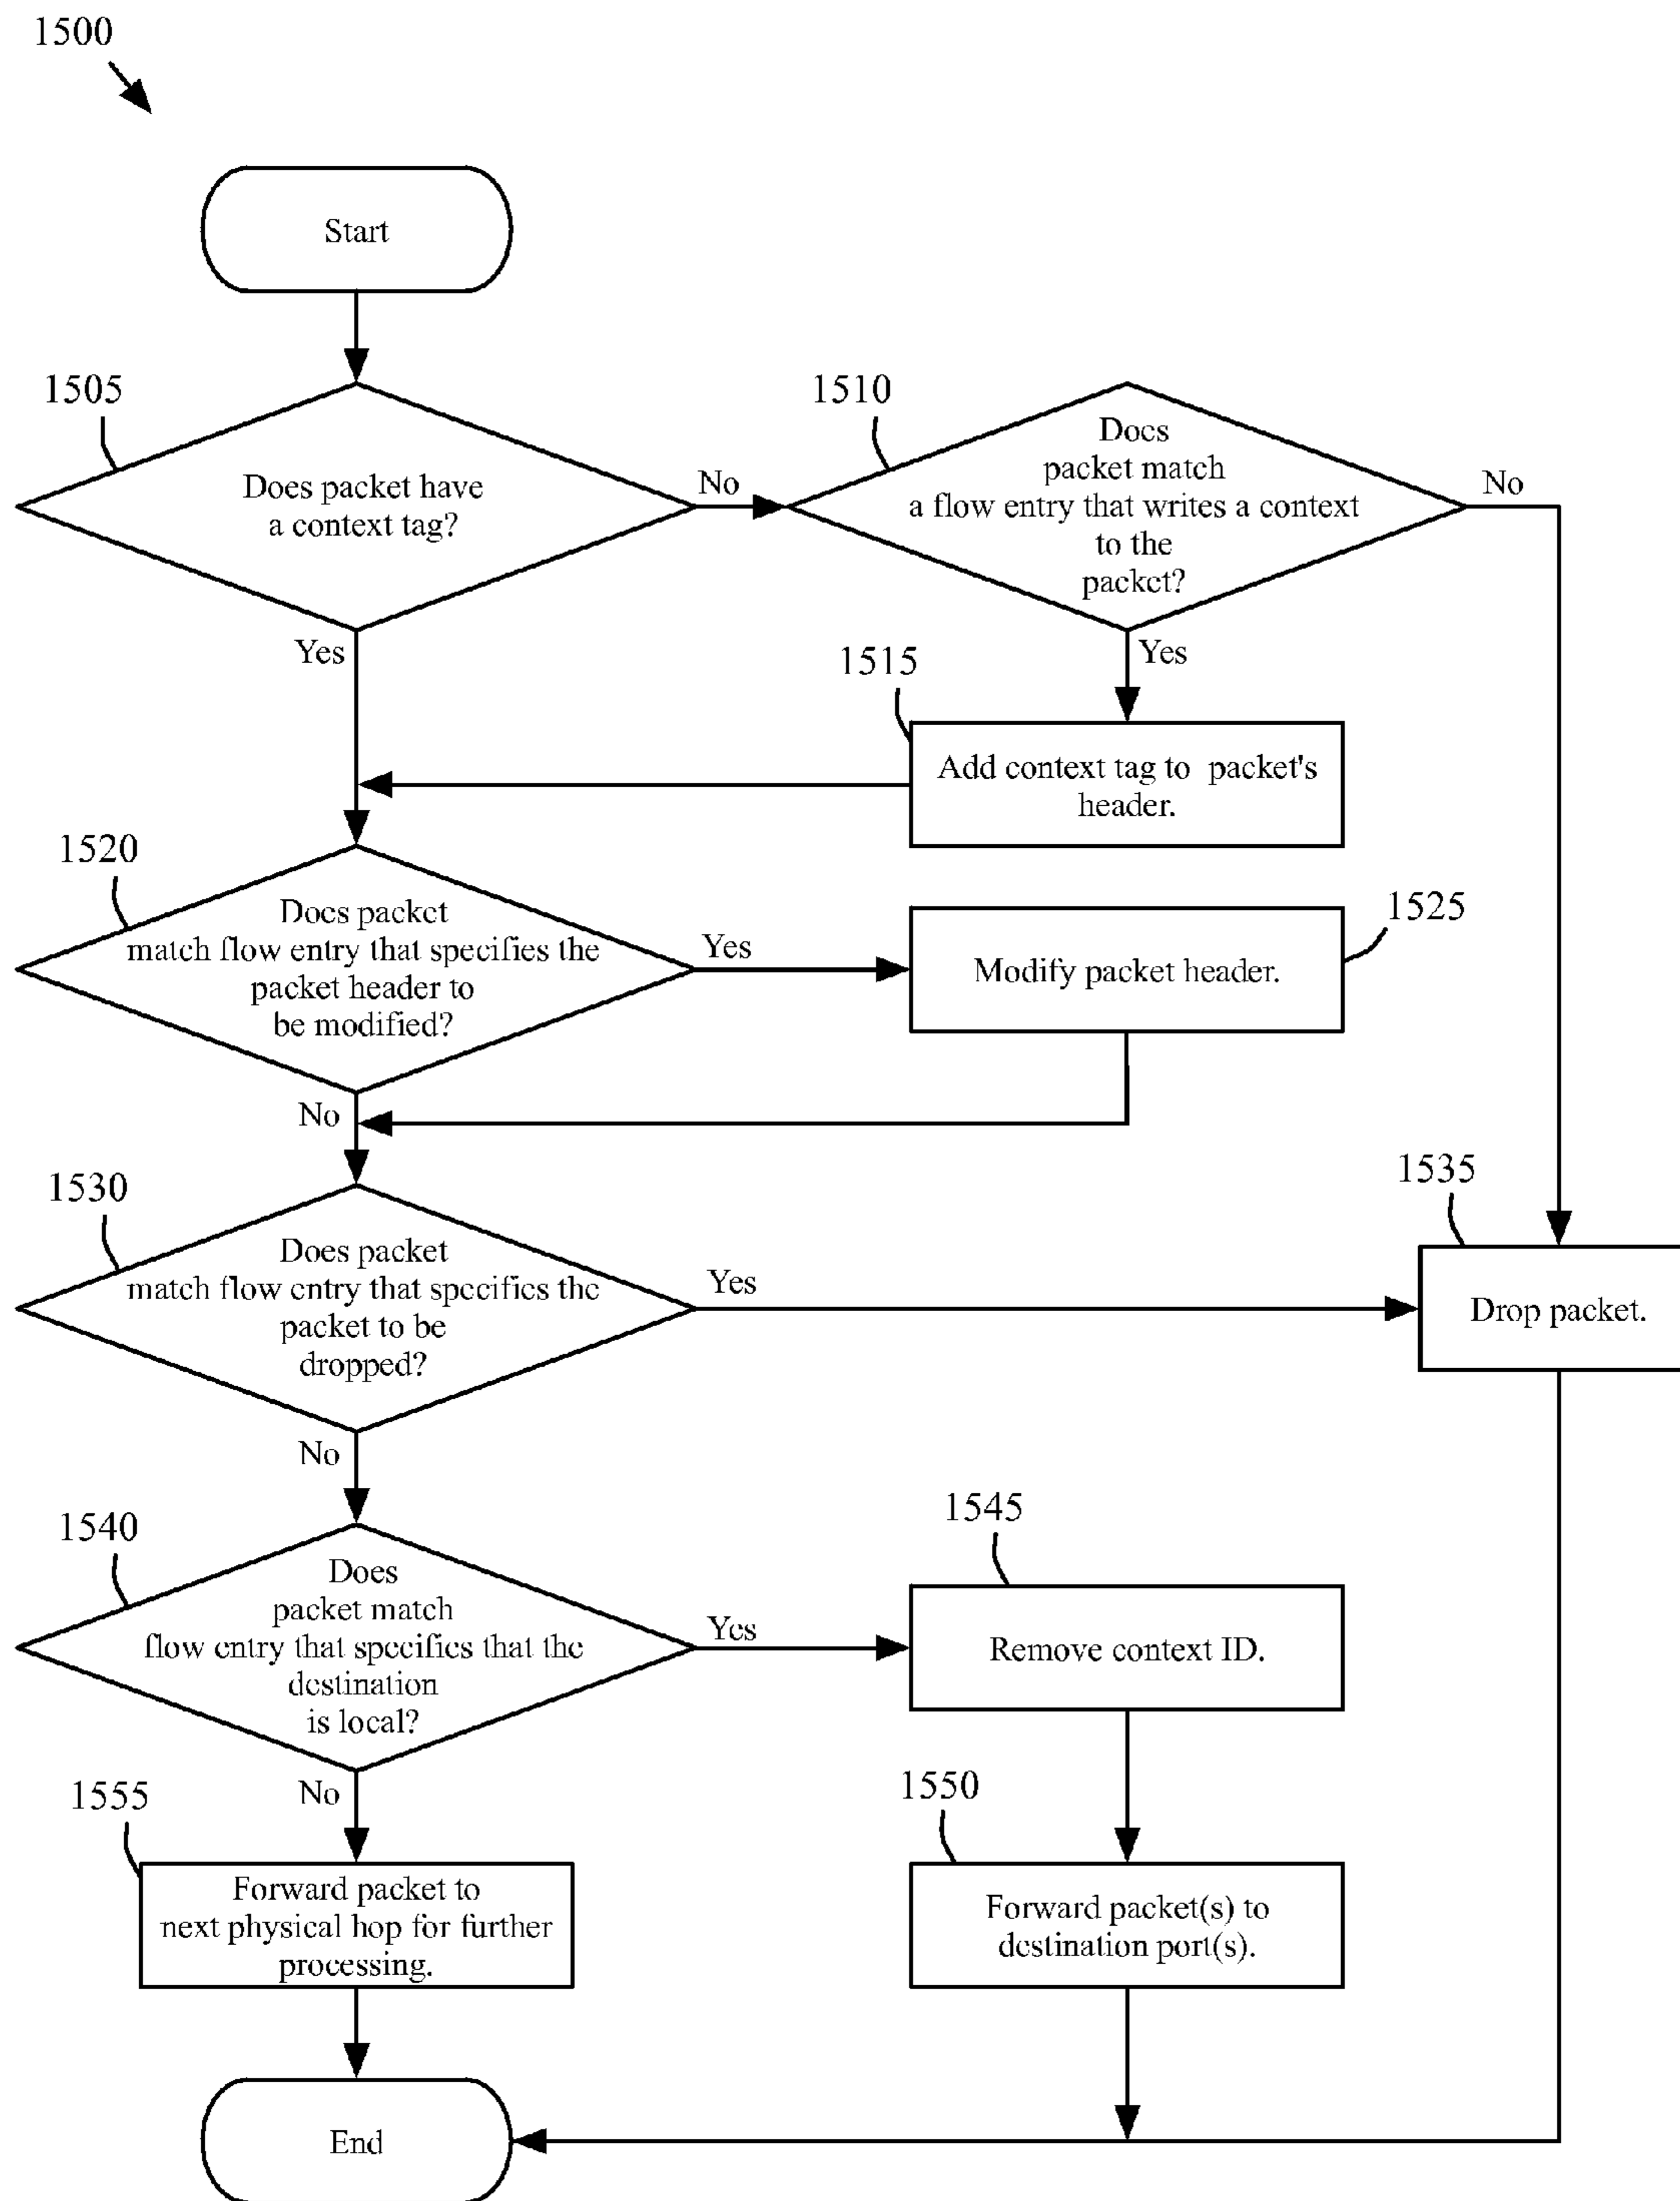 1500
Start
1505
Does packet have
a context tag?
No
1510
Does
packet match
a flow entry that writes a context
to the
packet?
No
Yes
Yes
1515
Add context tag to packet's
header.
1520
Does packet
match flow entry that specifies the
packet header to
be modified?
Yes
1525
Modify packet header.
No
1530
Does packet
match flow entry that specifies the
packet to be
dropped?
Yes
1535
Drop packet.
No
1540
Does
packet match
flow entry that specifies that the
destination
is local?
Yes
1545
Remove context ID.
No
1555
Forward packet to
next physical hop for further
processing.
1550
Forward packet(s) to
destination port(s).
End